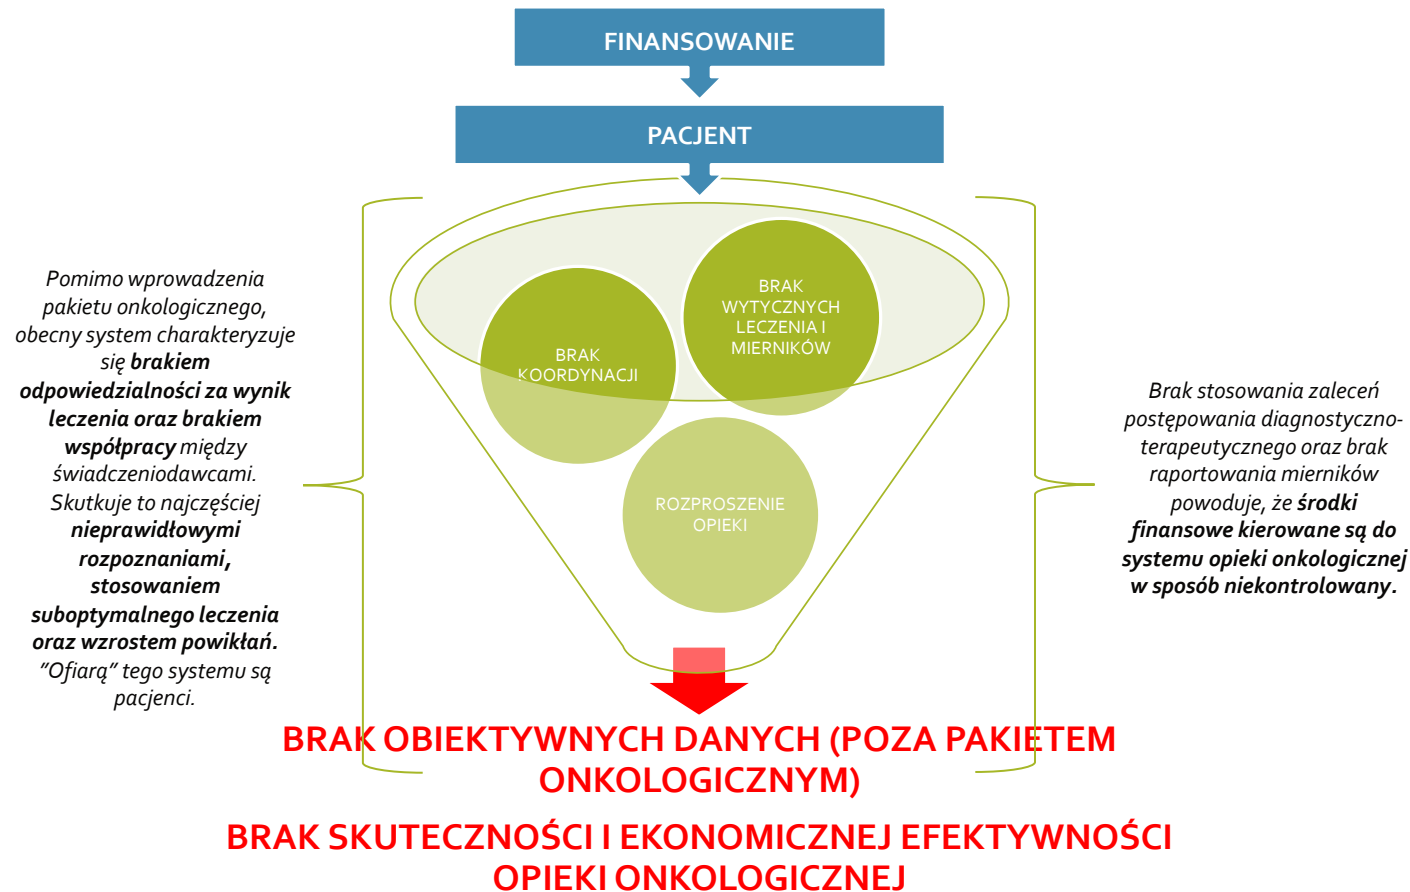 FINANSOWANIE
PACJENT
Pomimo wprowadzenia
pakietu onkologicznego,
obecny system charakteryzuje
się brakiem
odpowiedzialności za wynik
leczenia oraz brakiem
współpracy między
świadczeniodawcami.
Skutkuje to najczęściej
nieprawidłowymi
rozpoznaniami,
stosowaniem
suboptymalnego leczenia
oraz wzrostem powikłań.
"Ofiarą" tego systemu są
pacjenci.
BRAK
KOORDYNACJI
BRAK
WYTYCZNYCH
LECZENIA I
MIERNIKÓW
ROZPROSZENIE
OPIEKI
Brak stosowania zaleceń
postępowania diagnostyczno-
terapeutycznego oraz brak
raportowania mierników
powoduje, że środki
finansowe kierowane są do
systemu opieki onkologicznej
w sposób niekontrolowany.
BRAK OBIEKTYWNYCH DANYCH (POZA PAKIETEM
ONKOLOGICZNYM)
BRAK SKUTECZNOŚCI I EKONOMICZNEJ EFEKTYWNOŚCI
OPIEKI ONKOLOGICZNEJ